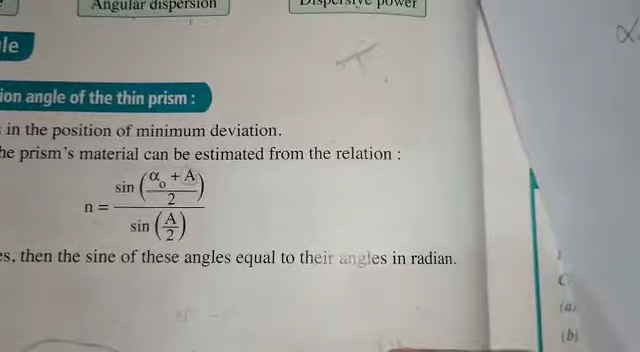 Angular dispersion
Dispersive power
le
ion angle of the thin prism :
in the position of minimum deviation.
he prism's material can be estimated from the relation :
n = sin ((α₀ + A)/2) / sin (A/2)
es, then the sine of these angles equal to their angles in radian.
α
C
(a)
(b)